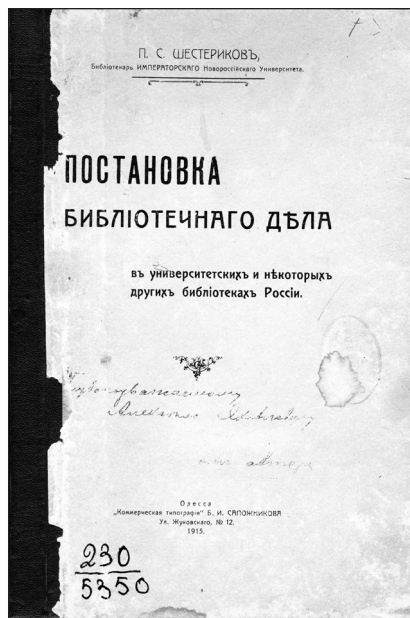 П. С. ШЕСТЕРИКОВЪ,
Библіотекарь ИМПЕРАТОРСКАГО Новороссійскаго Университета.
ПОСТАНОВКА
БИБЛІОТЕЧНАГО ДѢЛА
въ университетскихъ и нѣкоторыхъ
другихъ библіотекахъ Россіи.
Глубокоуважаемому
Одесса
„Коммерческая типографія" Б. И. САПОЖНИКОВА
Ул. Жуковскаго, № 12.
1915.
230
5350